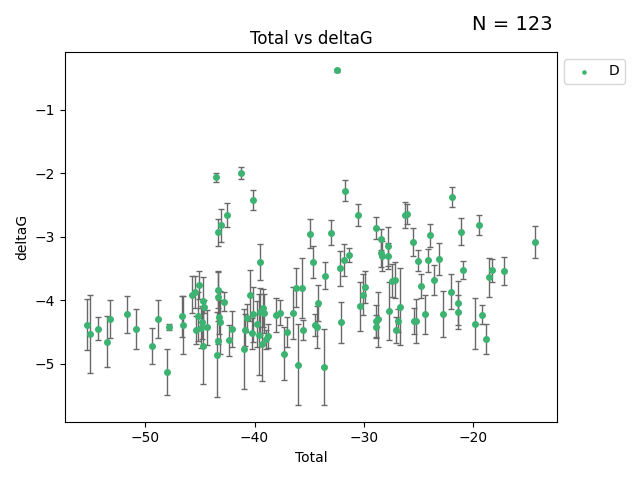 N = 123
Total vs deltaG
D
−1
−2
−3
−4
−5
deltaG
−50 −40 −30 −20
Total